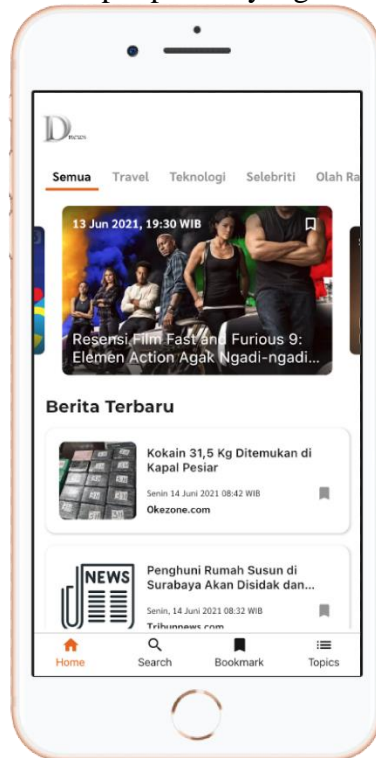 Semua Travel Teknologi Selebriti Olah Ra
13 Jun 2021, 19:30 WIB
Resensi Film Fast and Furious 9:
Elemen Action Agak Ngadi-ngadi...
Berita Terbaru
Kokain 31,5 Kg Ditemukan di
Kapal Pesiar
Senin 14 Juni 2021 08:42 WIB
Okezone.com
NEWS
Penghuni Rumah Susun di
Surabaya Akan Disidak dan...
Senin, 14 Juni 2021 08:32 WIB
Tribunnews.com
Home Search Bookmark Topics